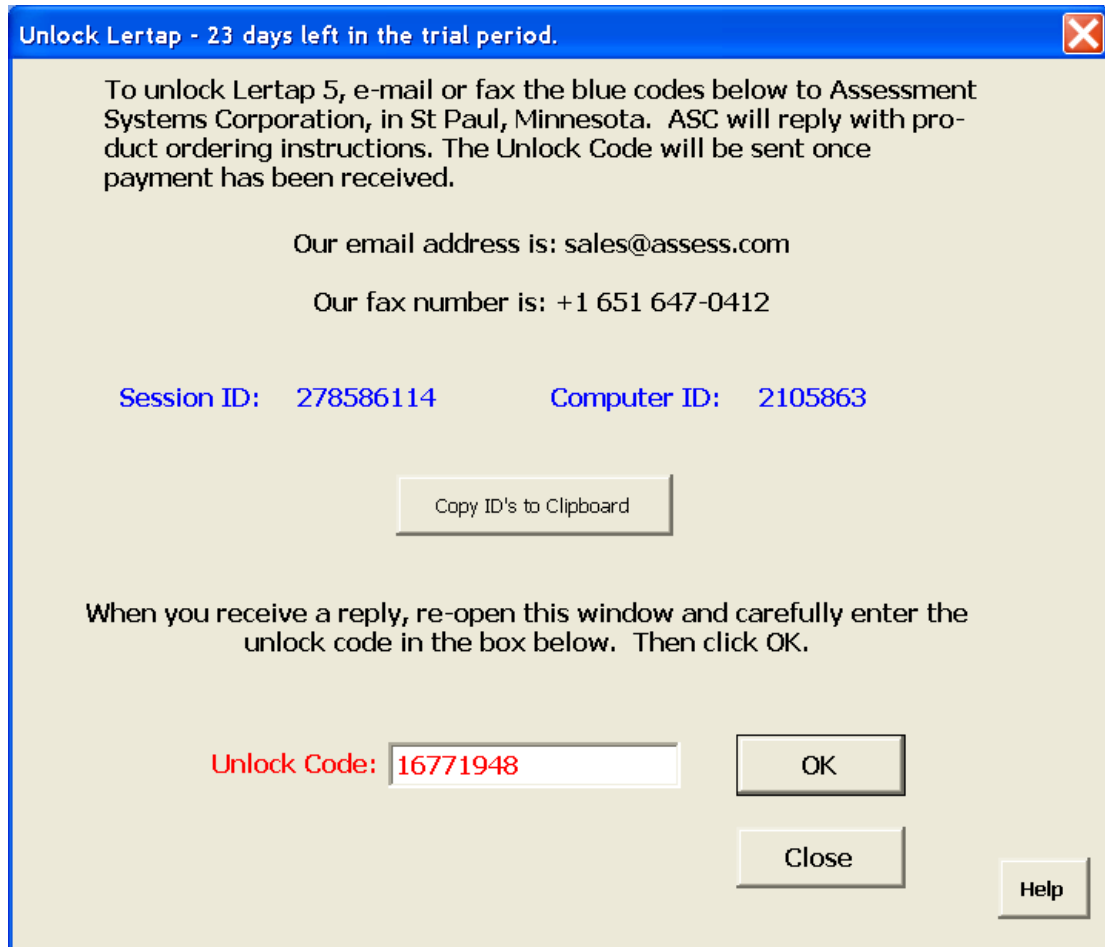 Unlock Lertap - 23 days left in the trial period.
To unlock Lertap 5, e-mail or fax the blue codes below to Assessment
Systems Corporation, in St Paul, Minnesota.  ASC will reply with pro-
duct ordering instructions. The Unlock Code will be sent once
payment has been received.
Our email address is: sales@assess.com
Our fax number is: +1 651 647-0412
Session ID: 278586114 Computer ID: 2105863
Copy ID's to Clipboard
When you receive a reply, re-open this window and carefully enter the
unlock code in the box below.  Then click OK.
Unlock Code: 16771948 OK
Close
Help